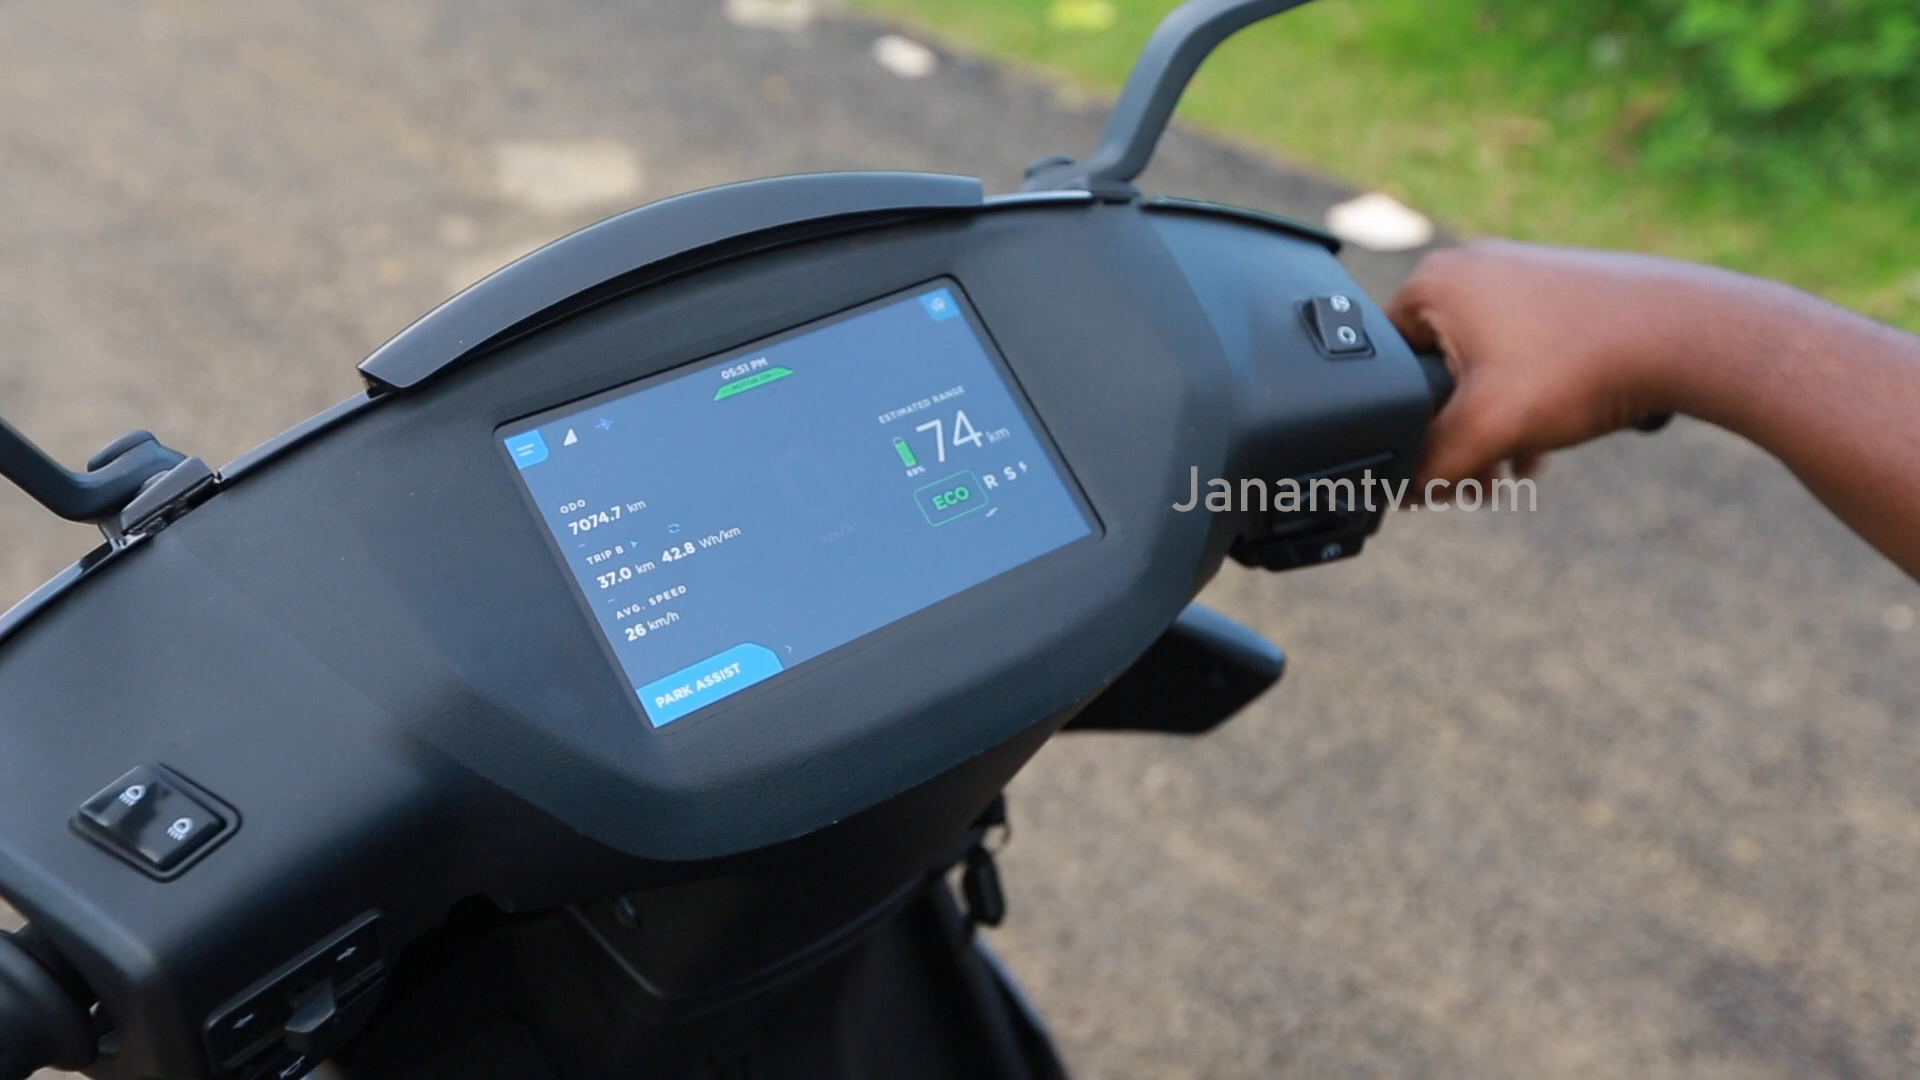 05:51 PM
ESTIMATED RANGE
74 km
89%
ECO R S
ODO
7074.7 km
TRIP B
37.0 km 42.8 Wh/km
AVG. SPEED
26 km/h
PARK ASSIST
Janamtv.com